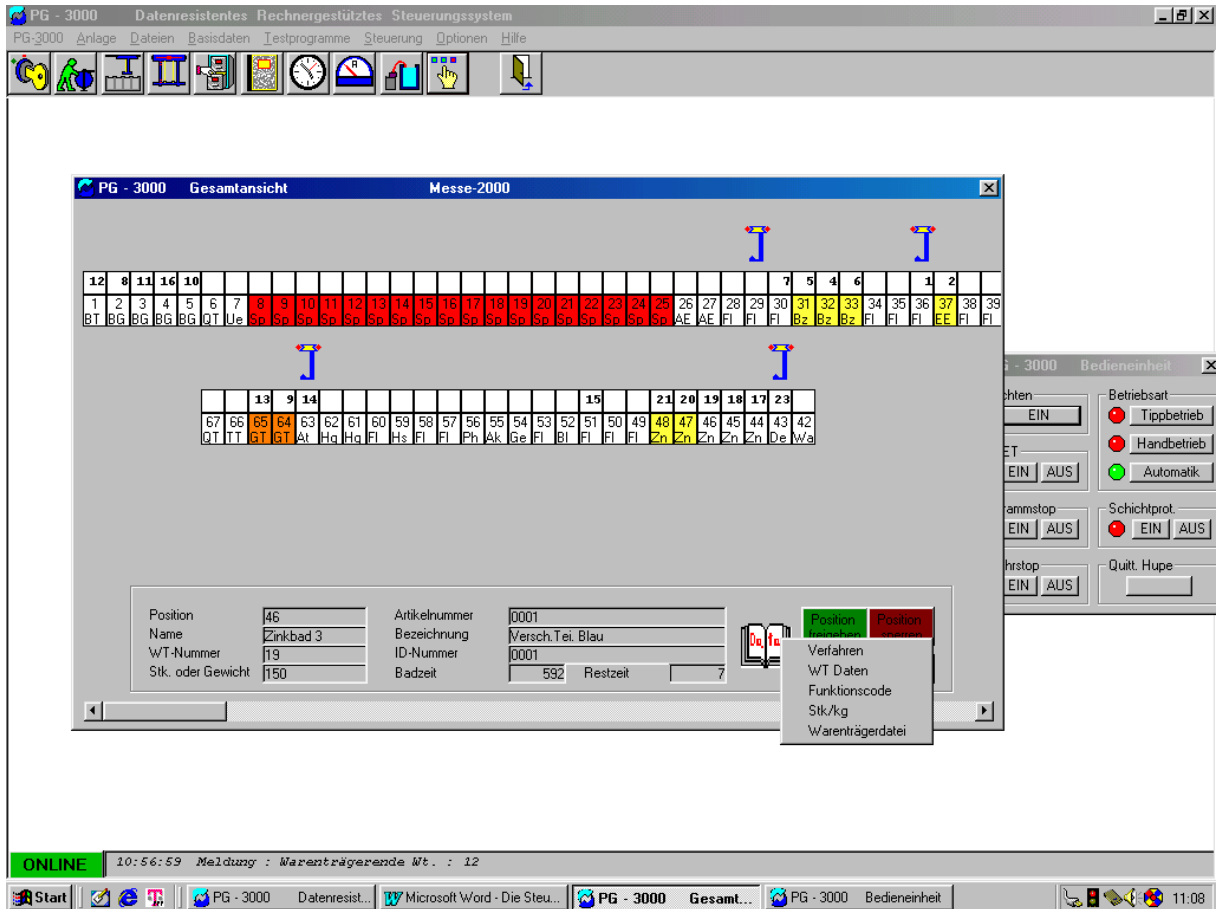 PG - 3000 Datenresistentes Rechnergestütztes Steuerungssystem
PG-3000 Anlage Dateien Basisdaten Testprogramme Steuerung Optionen Hilfe
PG - 3000 Gesamtansicht Messe-2000
12 8 11 16 10 7 5 4 6 1 2
1 2 3 4 5 6 7 8 9 10 11 12 13 14 15 16 17 18 19 20 21 22 23 24 25 26 27 28 29 30 31 32 33 34 35 36 37 38 39
BT BG BG BG BG QT Ue Sp Sp Sp Sp Sp Sp Sp Sp Sp Sp Sp Sp Sp Sp Sp Sp Sp Sp AE AE Fl Fl Fl Bz Bz Bz Fl Fl Fl EE Fl Fl
13 9 14 15 21 20 19 18 17 23
67 66 65 64 63 62 61 60 59 58 57 56 55 54 53 52 51 50 49 48 47 46 45 44 43 42
QT TT GT GT At Hq Hq Fl Hs Fl Fl Ph Ak Ge Fl Bl Fl Fl Fl Zn Zn Zn Zn Zn De Wa
Position 46
Name Zinkbad 3
WT-Nummer 19
Stk. oder Gewicht 150
Artikelnummer 0001
Bezeichnung Versch.Tei. Blau
ID-Nummer 0001
Badzeit 592 Restzeit 7
Position freigeben
Position sperren
Verfahren
WT Daten
Funktionscode
Stk/kg
Warenträgerdatei
- 3000 Bedieneinheit
EIN
EIN AUS
EIN AUS
EIN AUS
Betriebsart
Tippbetrieb
Handbetrieb
Automatik
Schichtprot.
EIN AUS
Quitt. Hupe
ONLINE 10:56:59 Meldung : Warenträgerende Wt. : 12
Start PG - 3000 Datenresist... Microsoft Word - Die Steu... PG - 3000 Gesamt... PG - 3000 Bedieneinheit 11:08